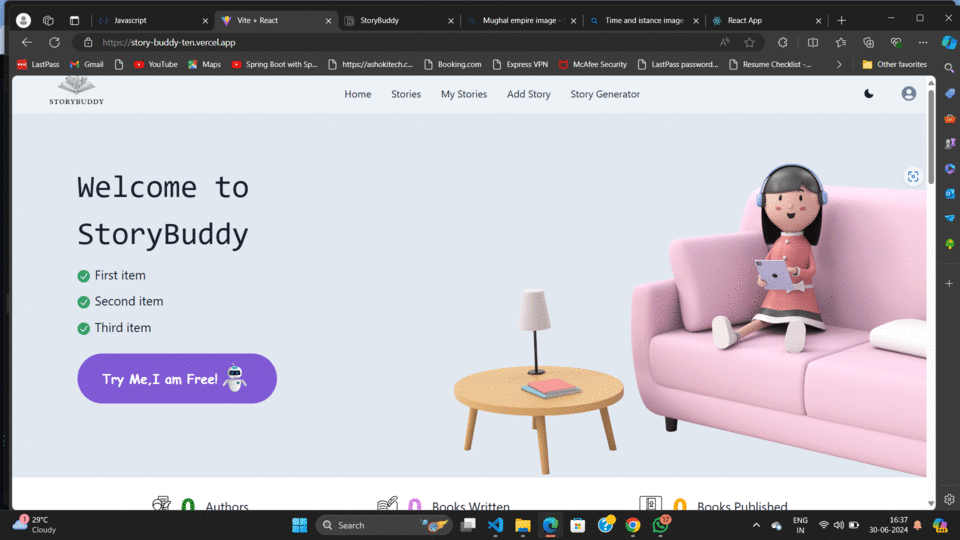 Javascript
Vite + React
StoryBuddy
Mughal empire image -
Time and istance image
React App
https://story-buddy-ten.vercel.app
LastPass
Gmail
YouTube
Maps
Spring Boot with Sp...
https://ashokitech.c...
Booking.com
Express VPN
McAfee Security
LastPass password...
Resume Checklist -...
Other favorites
STORYBUDDY
Home
Stories
My Stories
Add Story
Story Generator
Welcome to
StoryBuddy
First item
Second item
Third item
Try Me,I am Free!
0 Authors
0 Books Written
0 Books Published
1
29°C
Cloudy
Search
17
ENG
IN
16:37
30-06-2024